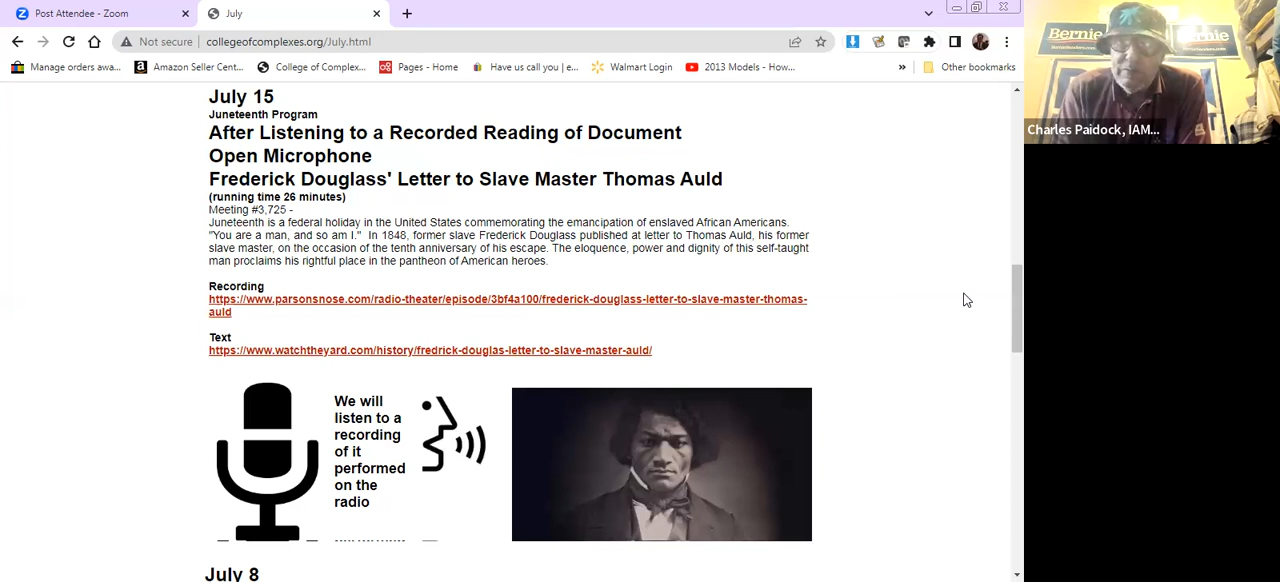 Post Attendee - Zoom
July
Not secure
collegeofcomplexes.org/July.html
Manage orders awa...
Amazon Seller Cent...
College of Complex...
Pages - Home
Have us call you | e...
Walmart Login
2013 Models - How...
»
Other bookmarks
July 15
Juneteenth Program
After Listening to a Recorded Reading of Document
Open Microphone
Frederick Douglass' Letter to Slave Master Thomas Auld
(running time 26 minutes)
Meeting #3,725 -
Juneteenth is a federal holiday in the United States commemorating the emancipation of enslaved African Americans.
"You are a man, and so am I."  In 1848, former slave Frederick Douglass published at letter to Thomas Auld, his former
slave master, on the occasion of the tenth anniversary of his escape. The eloquence, power and dignity of this self-taught
man proclaims his rightful place in the pantheon of American heroes.
Recording
https://www.parsonsnose.com/radio-theater/episode/3bf4a100/frederick-douglass-letter-to-slave-master-thomas-
auld
Text
https://www.watchtheyard.com/history/fredrick-douglas-letter-to-slave-master-auld/
We will
listen to a
recording
of it
performed
on the
radio
July 8
Bernie
Charles Paidock, IAM...